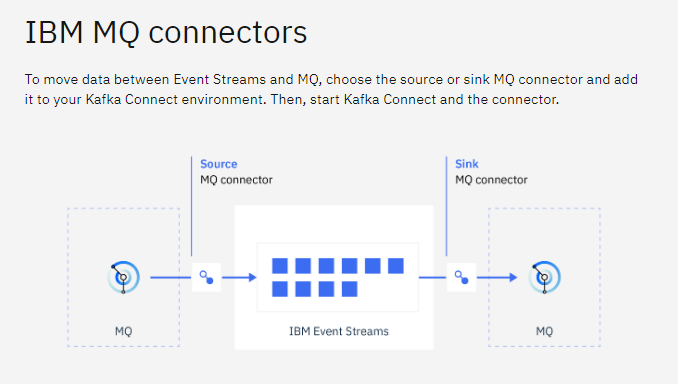 IBM MQ connectors
To move data between Event Streams and MQ, choose the source or sink MQ connector and add
it to your Kafka Connect environment. Then, start Kafka Connect and the connector.
Source
MQ connector
Sink
MQ connector
MQ
IBM Event Streams
MQ